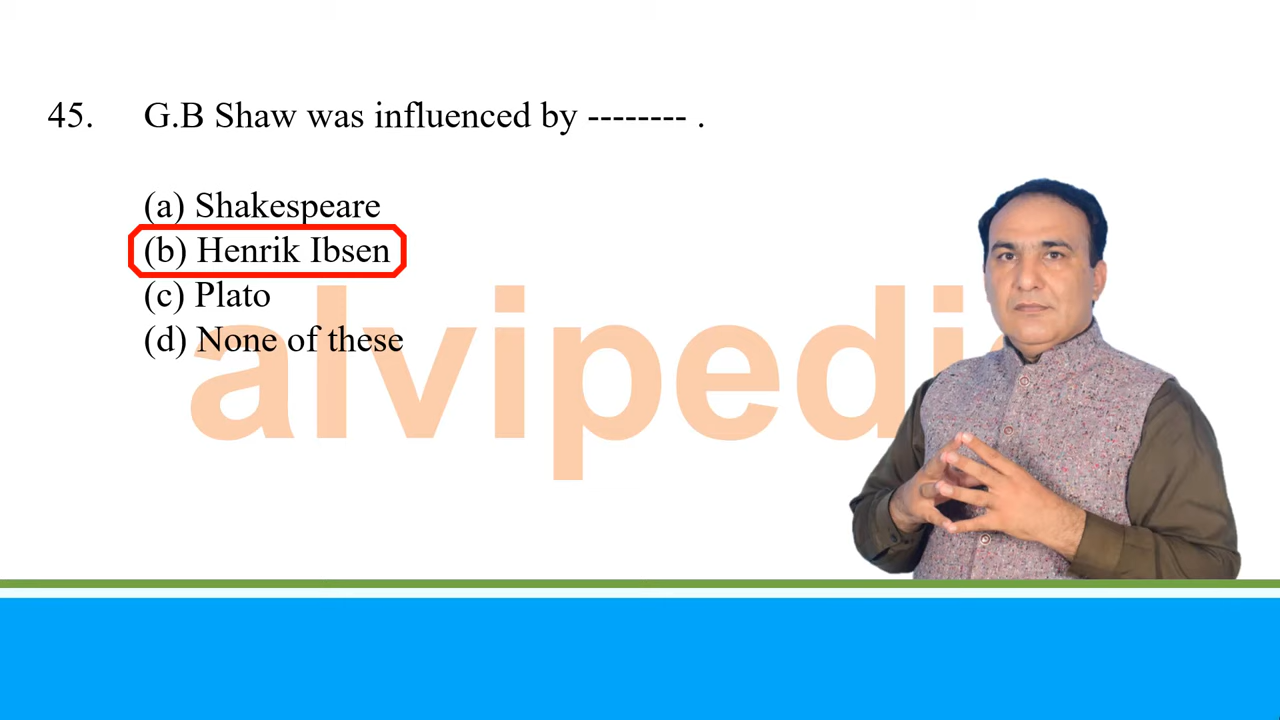 45. G.B Shaw was influenced by -------- .
(a) Shakespeare
(b) Henrik Ibsen
(c) Plato
(d) None of these
alvipedi